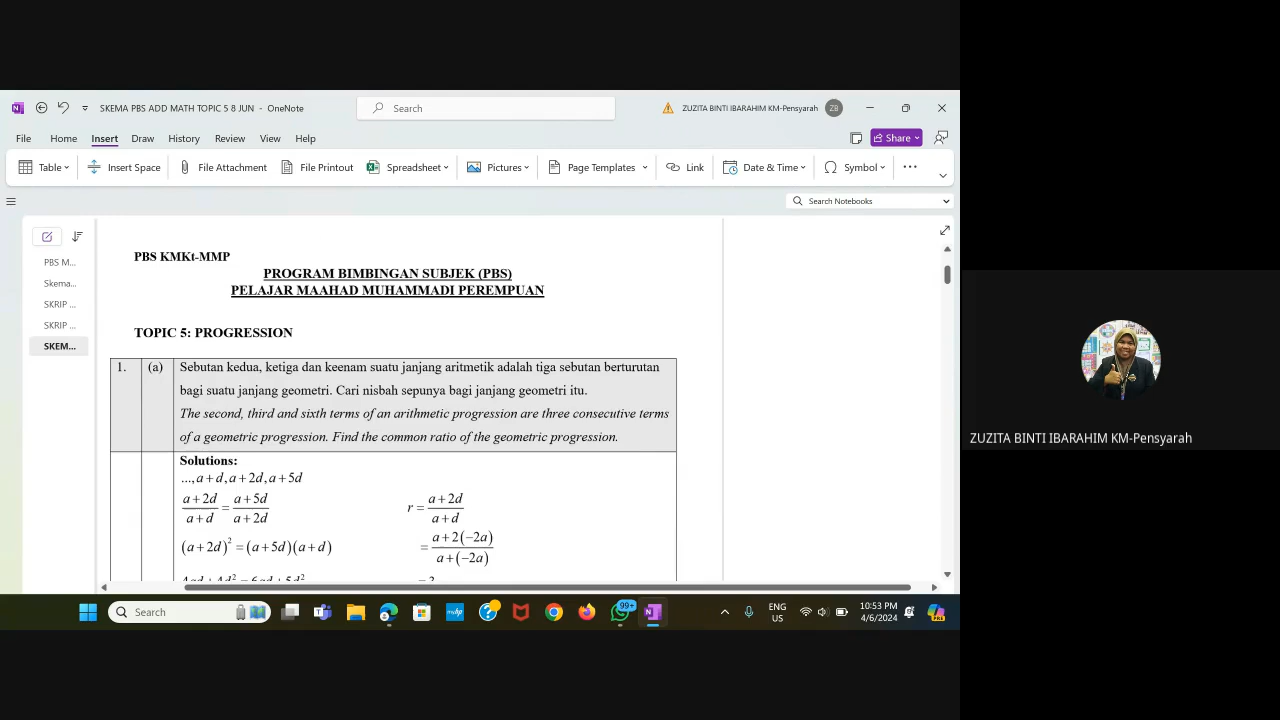 SKEMA PBS ADD MATH TOPIC 5 8 JUN - OneNote
Search
ZUZITA BINTI IBARAHIM KM-Pensyarah
ZB
File Home Insert Draw History Review View Help
Share
Table Insert Space File Attachment File Printout Spreadsheet Pictures Page Templates Link Date & Time Symbol
Search Notebooks
PBS M...
Skema...
SKRIP ...
SKRIP ...
SKEM...
PBS KMKt-MMP
PROGRAM BIMBINGAN SUBJEK (PBS)
PELAJAR MAAHAD MUHAMMADI PEREMPUAN
TOPIC 5: PROGRESSION
1. (a) Sebutan kedua, ketiga dan keenam suatu janjang aritmetik adalah tiga sebutan berturutan
bagi suatu janjang geometri. Cari nisbah sepunya bagi janjang geometri itu.
The second, third and sixth terms of an arithmetic progression are three consecutive terms
of a geometric progression. Find the common ratio of the geometric progression.
Solutions:
..., a + d, a + 2d, a + 5d
(a + 2d)/(a + d) = (a + 5d)/(a + 2d)
(a + 2d)² = (a + 5d)(a + d)
4ad + 4d² = 6ad + 5d²
r = (a + 2d)/(a + d)
= (a + 2(−2a))/(a + (−2a))
= 3
ZUZITA BINTI IBARAHIM KM-Pensyarah
Search
99+
ENG
US
10:53 PM
4/6/2024